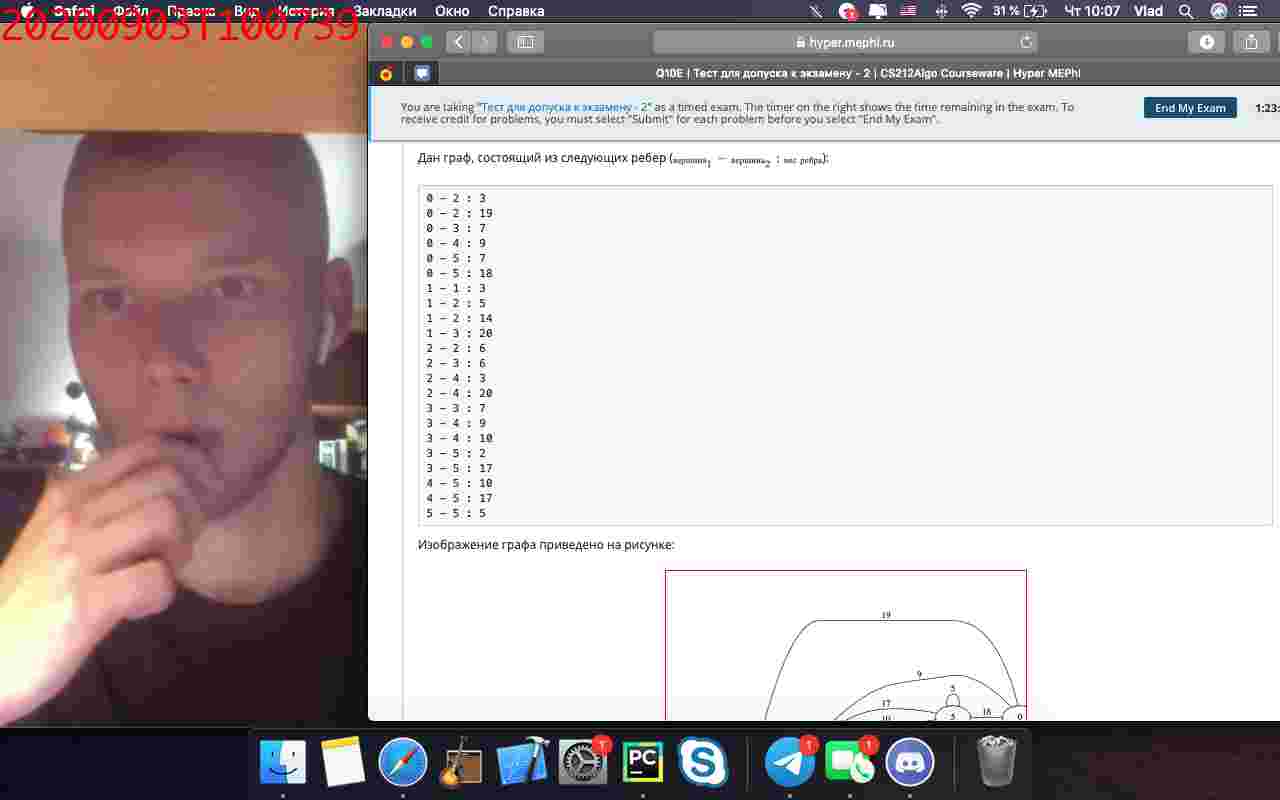 20200903T100739
Safari Файл Правка Вид История Закладки Окно Справка 31 % Чт 10:07 Vlad
hyper.mephi.ru
Q10E | Тест для допуска к экзамену - 2 | CS212Algo Courseware | Hyper MEPhI
You are taking "Тест для допуска к экзамену - 2" as a timed exam. The timer on the right shows the time remaining in the exam. To
receive credit for problems, you must select "Submit" for each problem before you select "End My Exam".
End My Exam
1:23:
Дан граф, состоящий из следующих ребер (вершина1 − вершина2 : вес ребра):
0 - 2 : 3
0 - 2 : 19
0 - 3 : 7
0 - 4 : 9
0 - 5 : 7
0 - 5 : 18
1 - 1 : 3
1 - 2 : 5
1 - 2 : 14
1 - 3 : 20
2 - 2 : 6
2 - 3 : 6
2 - 4 : 3
2 - 4 : 20
3 - 3 : 7
3 - 4 : 9
3 - 4 : 10
3 - 5 : 2
3 - 5 : 17
4 - 5 : 10
4 - 5 : 17
5 - 5 : 5
Изображение графа приведено на рисунке:
19
9
5
17
18
10
5
0
1
PC
1
1